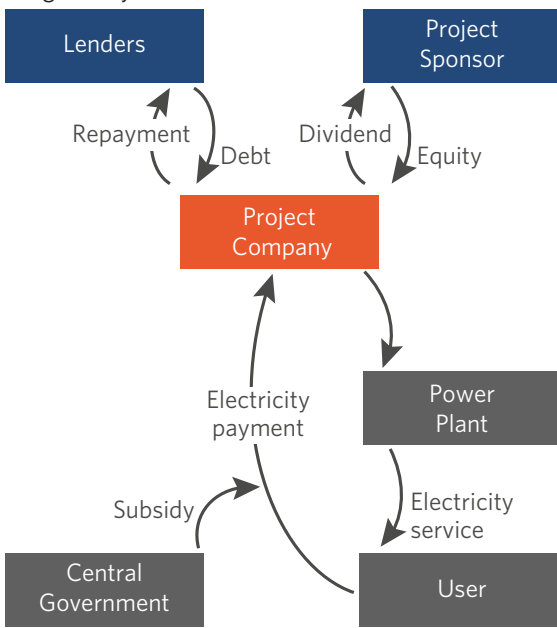 Lenders
Project
Sponsor
Repayment
Debt
Dividend
Equity
Project
Company
Electricity
payment
Power
Plant
Subsidy
Electricity
service
Central
Government
User